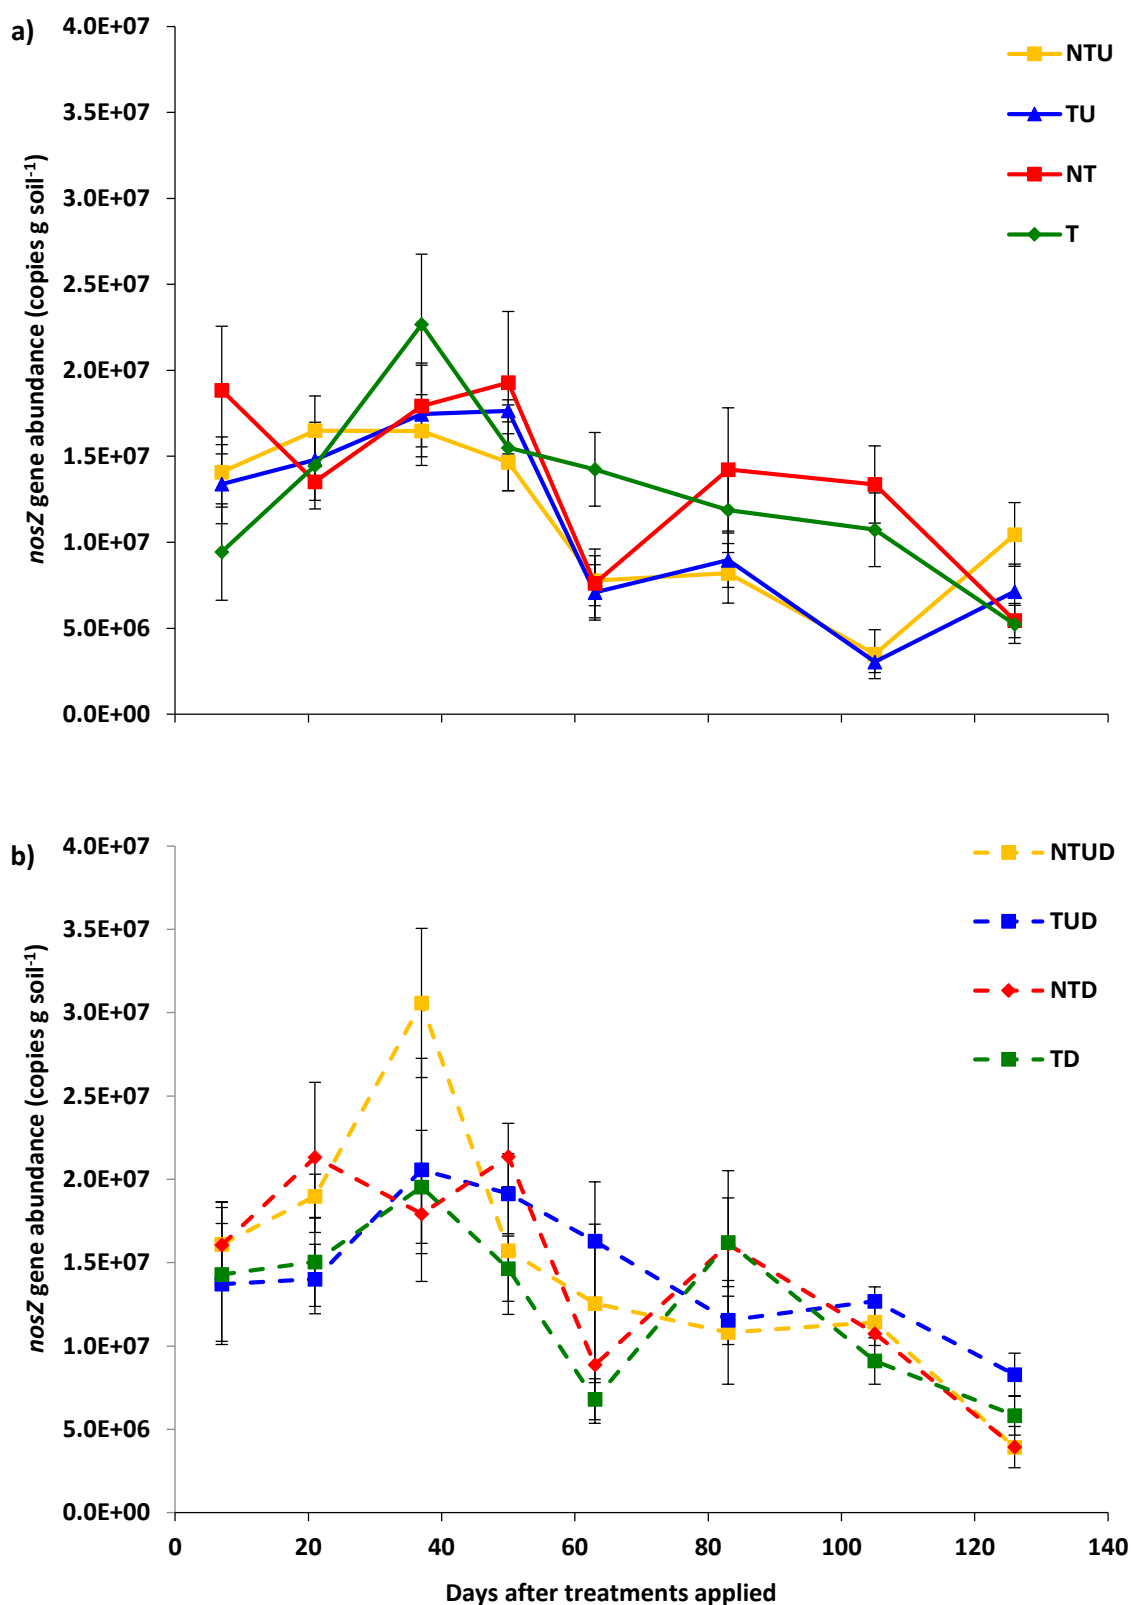 a)
nosZ gene abundance (copies g soil-1)
4.0E+07
3.5E+07
3.0E+07
2.5E+07
2.0E+07
1.5E+07
1.0E+07
5.0E+06
0.0E+00
NTU
TU
NT
T
b)
nosZ gene abundance (copies g soil-1)
4.0E+07
3.5E+07
3.0E+07
2.5E+07
2.0E+07
1.5E+07
1.0E+07
5.0E+06
0.0E+00
NTUD
TUD
NTD
TD
0 20 40 60 80 100 120 140
Days after treatments applied